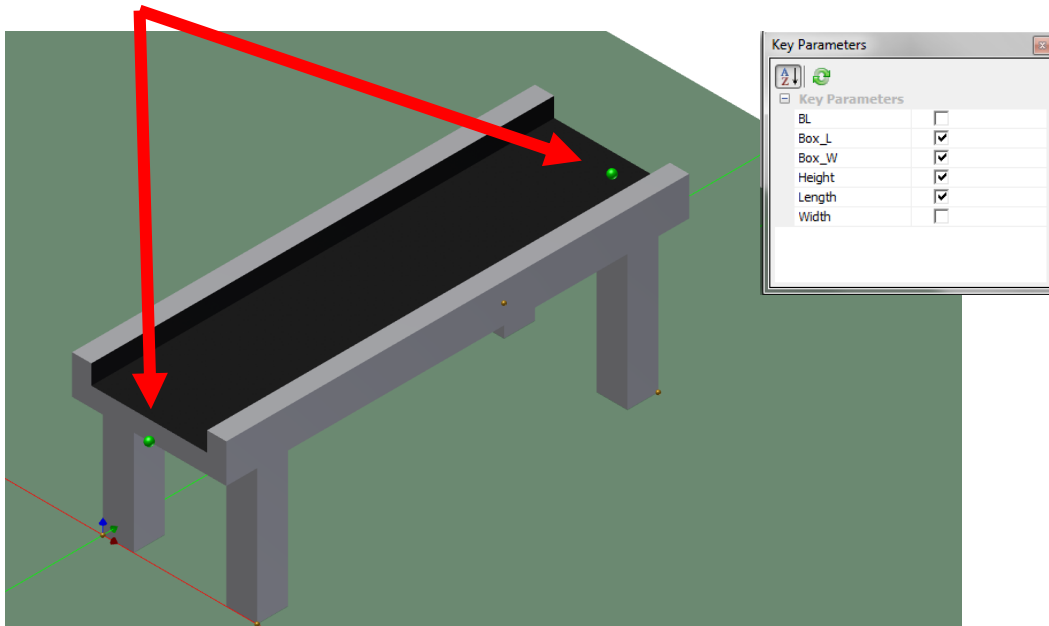 Key Parameters
x
A
Z
Key Parameters
BL
Box_L
Box_W
Height
Length
Width